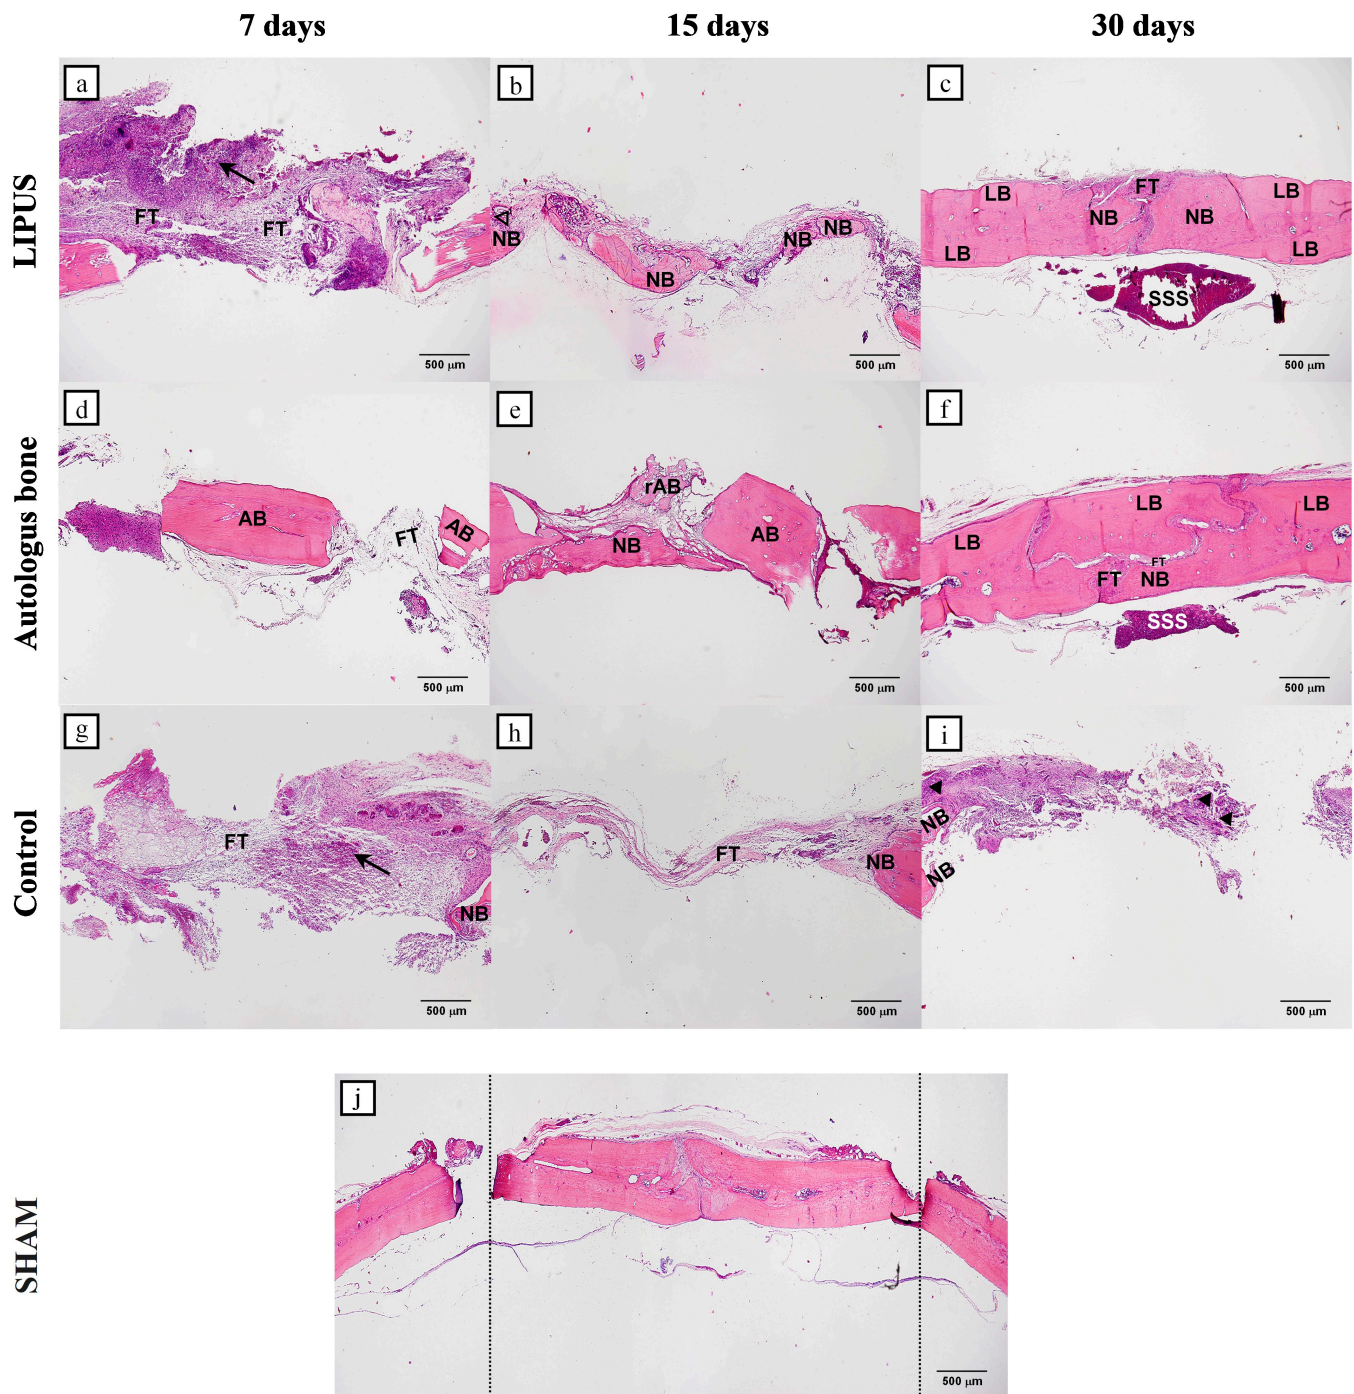 7 days 15 days 30 days
LIPUS
a
FT
FT
500 µm
b
NB
NB
NB
NB
500 µm
c
LB
FT
LB
NB
NB
LB
LB
SSS
500 µm
Autologus bone
d
AB
AB
FT
500 µm
e
rAB
NB
AB
500 µm
f
LB
LB
LB
FT
FT
NB
SSS
500 µm
Control
g
FT
NB
500 µm
h
FT
NB
500 µm
i
NB
NB
500 µm
SHAM
j
500 µm